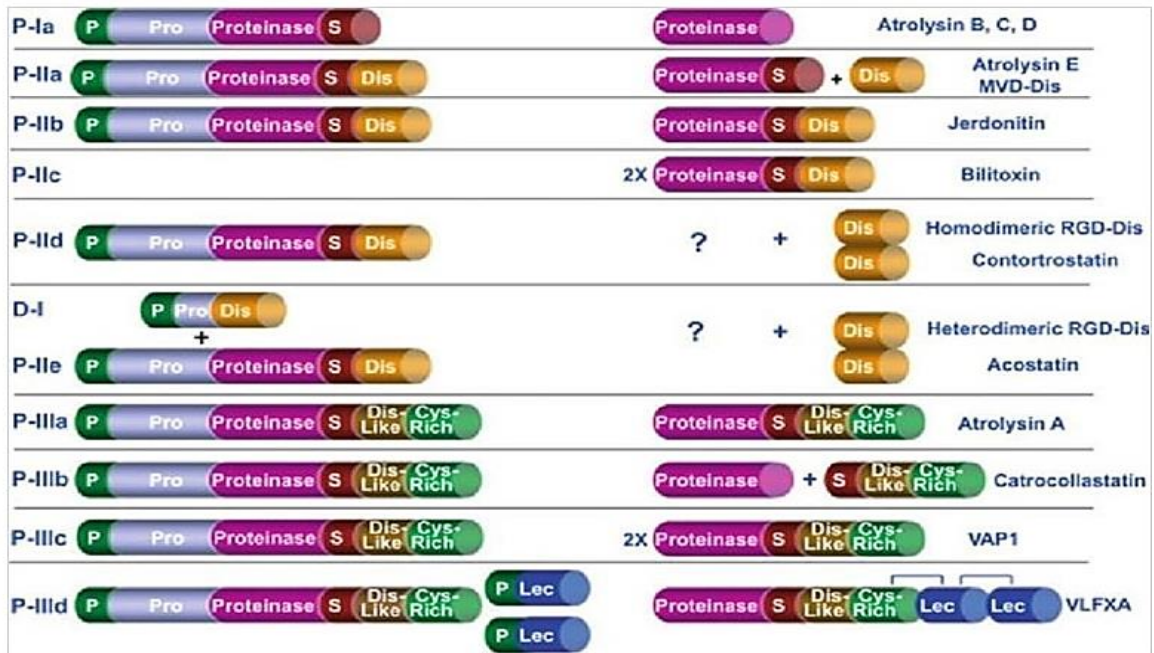 P-Ia P Pro Proteinase S Proteinase Atrolysin B, C, D
P-IIa P Pro Proteinase S Dis Proteinase S + Dis Atrolysin E
MVD-Dis
P-IIb P Pro Proteinase S Dis Proteinase S Dis Jerdonitin
P-IIc 2X Proteinase S Dis Bilitoxin
P-IId P Pro Proteinase S Dis ? + Dis Homodimeric RGD-Dis
Dis Contortrostatin
D-I P Pro Dis
+ ? + Dis Heterodimeric RGD-Dis
P-IIe P Pro Proteinase S Dis Dis Acostatin
P-IIIa P Pro Proteinase S Dis-Like Cys-Rich Proteinase S Dis-Like Cys-Rich Atrolysin A
P-IIIb P Pro Proteinase S Dis-Like Cys-Rich Proteinase + S Dis-Like Cys-Rich Catrocollastatin
P-IIIc P Pro Proteinase S Dis-Like Cys-Rich 2X Proteinase S Dis-Like Cys-Rich VAP1
P Lec
P-IIId P Pro Proteinase S Dis-Like Cys-Rich Proteinase S Dis-Like Cys-Rich Lec Lec VLFXA
P Lec